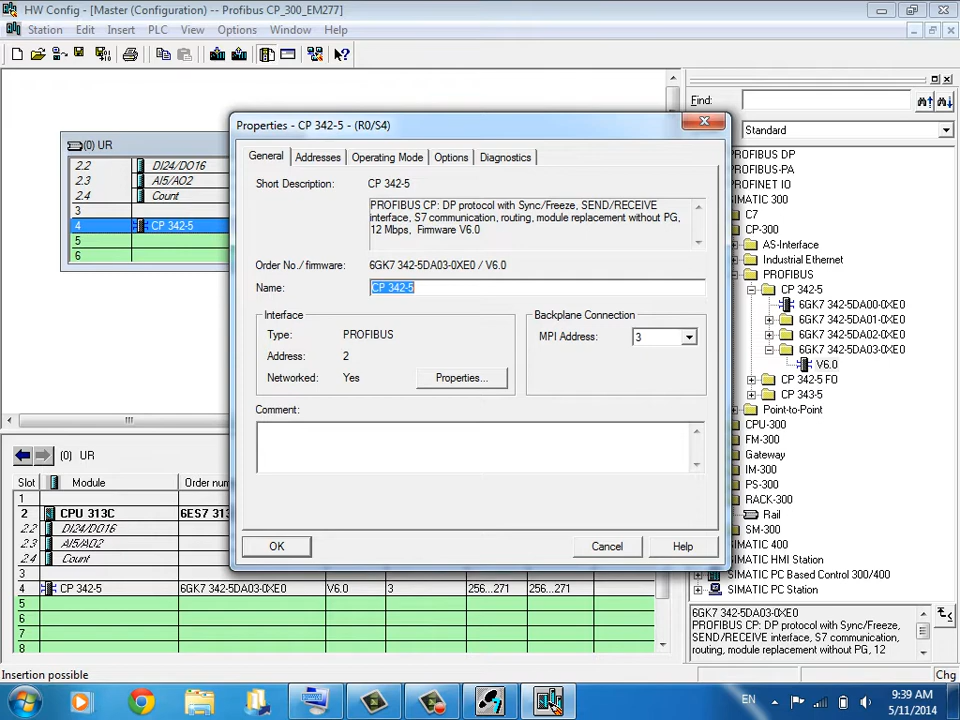 HW Config - [Master (Configuration) -- Profibus CP_300_EM277]
Station Edit Insert PLC View Options Window Help
(0) UR
2.2 DI24/DO16
2.3 AI5/AO2
2.4 Count
3
4 CP 342-5
5
6
Properties - CP 342-5 - (R0/S4)
General Addresses Operating Mode Options Diagnostics
Short Description: CP 342-5
PROFIBUS CP: DP protocol with Sync/Freeze, SEND/RECEIVE
interface, S7 communication, routing, module replacement without PG,
12 Mbps, Firmware V6.0
Order No./ firmware: 6GK7 342-5DA03-0XE0 / V6.0
Name: CP 342-5
Interface
Type: PROFIBUS
Address: 2
Networked: Yes
Properties...
Backplane Connection
MPI Address: 3
Comment:
OK Cancel Help
Find:
Standard
PROFIBUS DP
PROFIBUS PA
PROFINET IO
SIMATIC 300
C7
CP-300
AS-Interface
Industrial Ethernet
PROFIBUS
CP 342-5
6GK7 342-5DA00-0XE0
6GK7 342-5DA01-0XE0
6GK7 342-5DA02-0XE0
6GK7 342-5DA03-0XE0
V6.0
CP 342-5 FO
CP 343-5
Point-to-Point
CPU-300
FM-300
Gateway
IM-300
PS-300
RACK-300
Rail
SM-300
SIMATIC 400
SIMATIC HMI Station
SIMATIC PC Based Control 300/400
SIMATIC PC Station
6GK7 342-5DA03-0XE0
PROFIBUS CP: DP protocol with Sync/Freeze,
SEND/RECEIVE interface, S7 communication,
routing, module replacement without PG, 12
(0) UR
Slot Module Order num
1
2 CPU 313C 6ES7 313
2.2 DI24/DO16
2.3 AI5/AO2
2.4 Count
3
4 CP 342-5 6GK7 342-5DA03-0XE0 V6.0 3 256...271 256...271
5
6
7
8
Insertion possible
Chg
EN
9:39 AM
5/11/2014